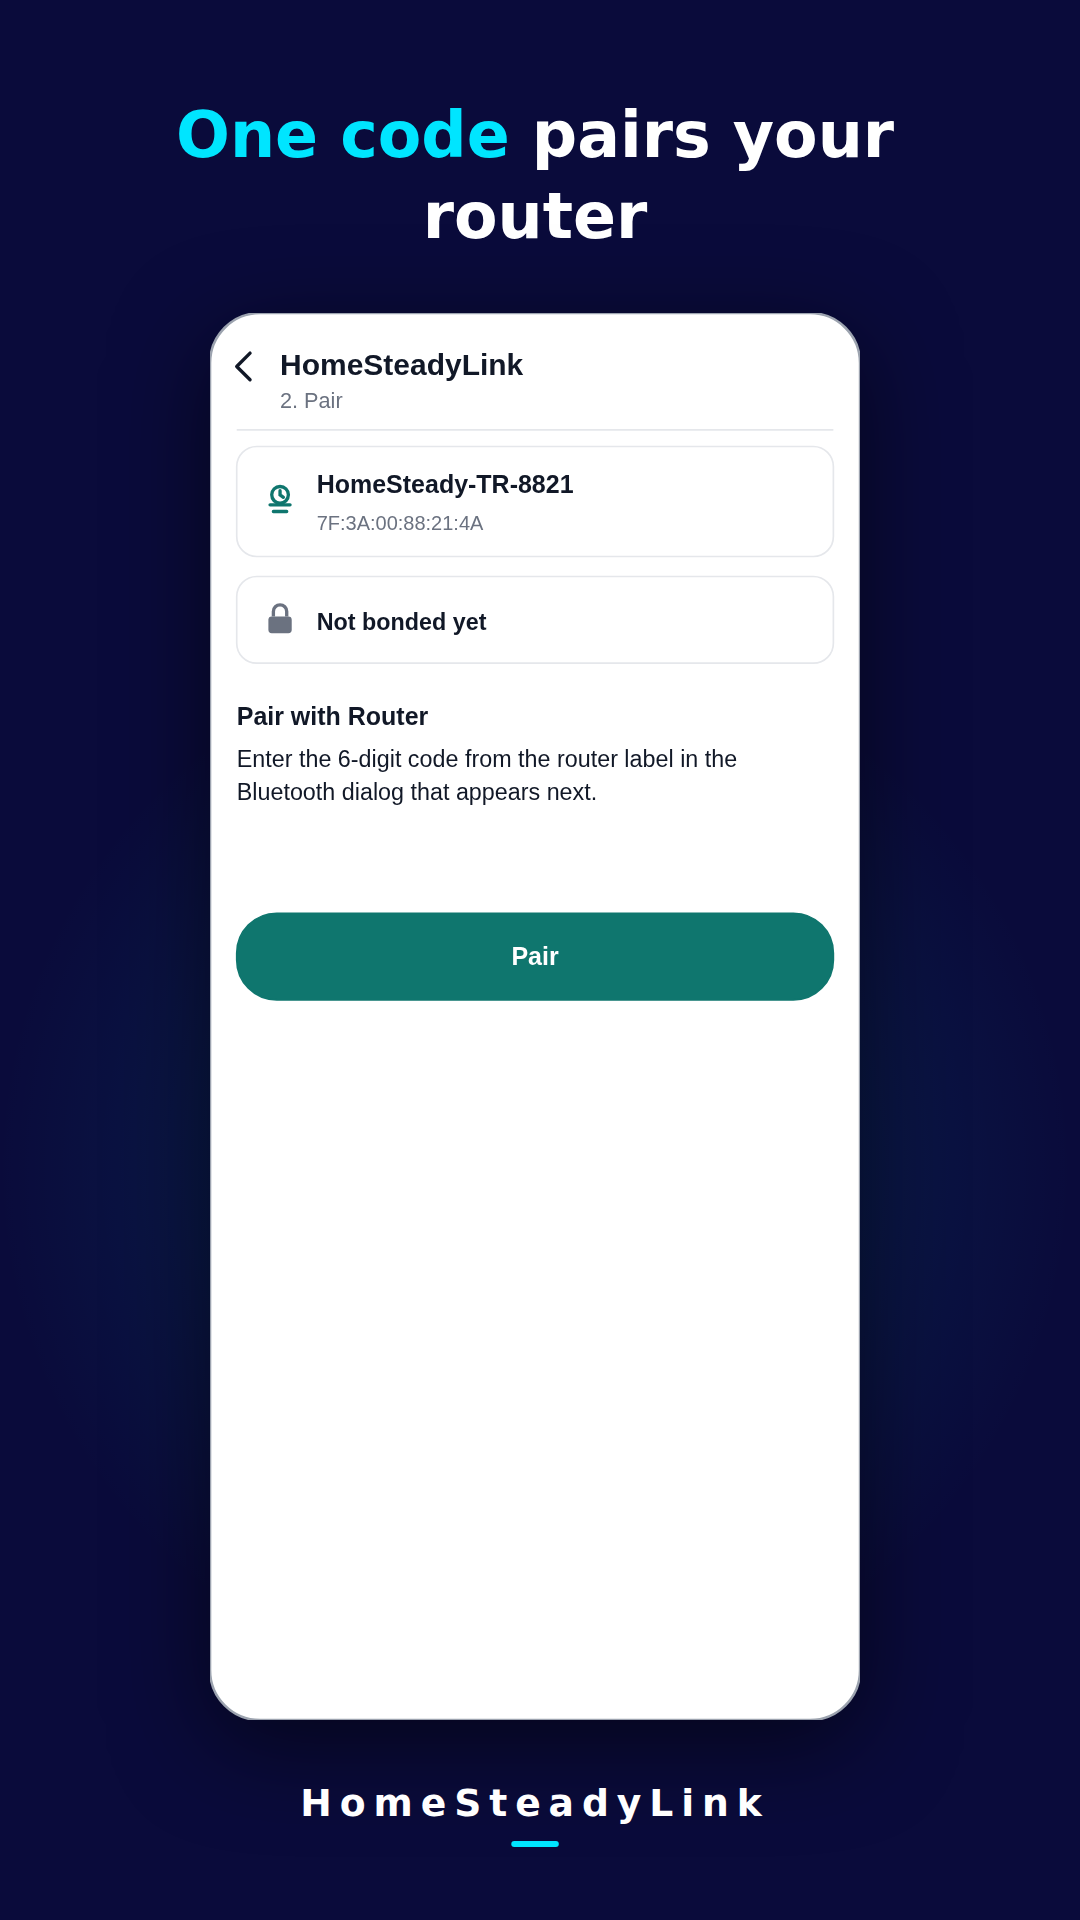 One code pairs your
router
HomeSteadyLink
2. Pair
HomeSteady-TR-8821
7F:3A:00:88:21:4A
Not bonded yet
Pair with Router
Enter the 6-digit code from the router label in the
Bluetooth dialog that appears next.
Pair
HomeSteadyLink